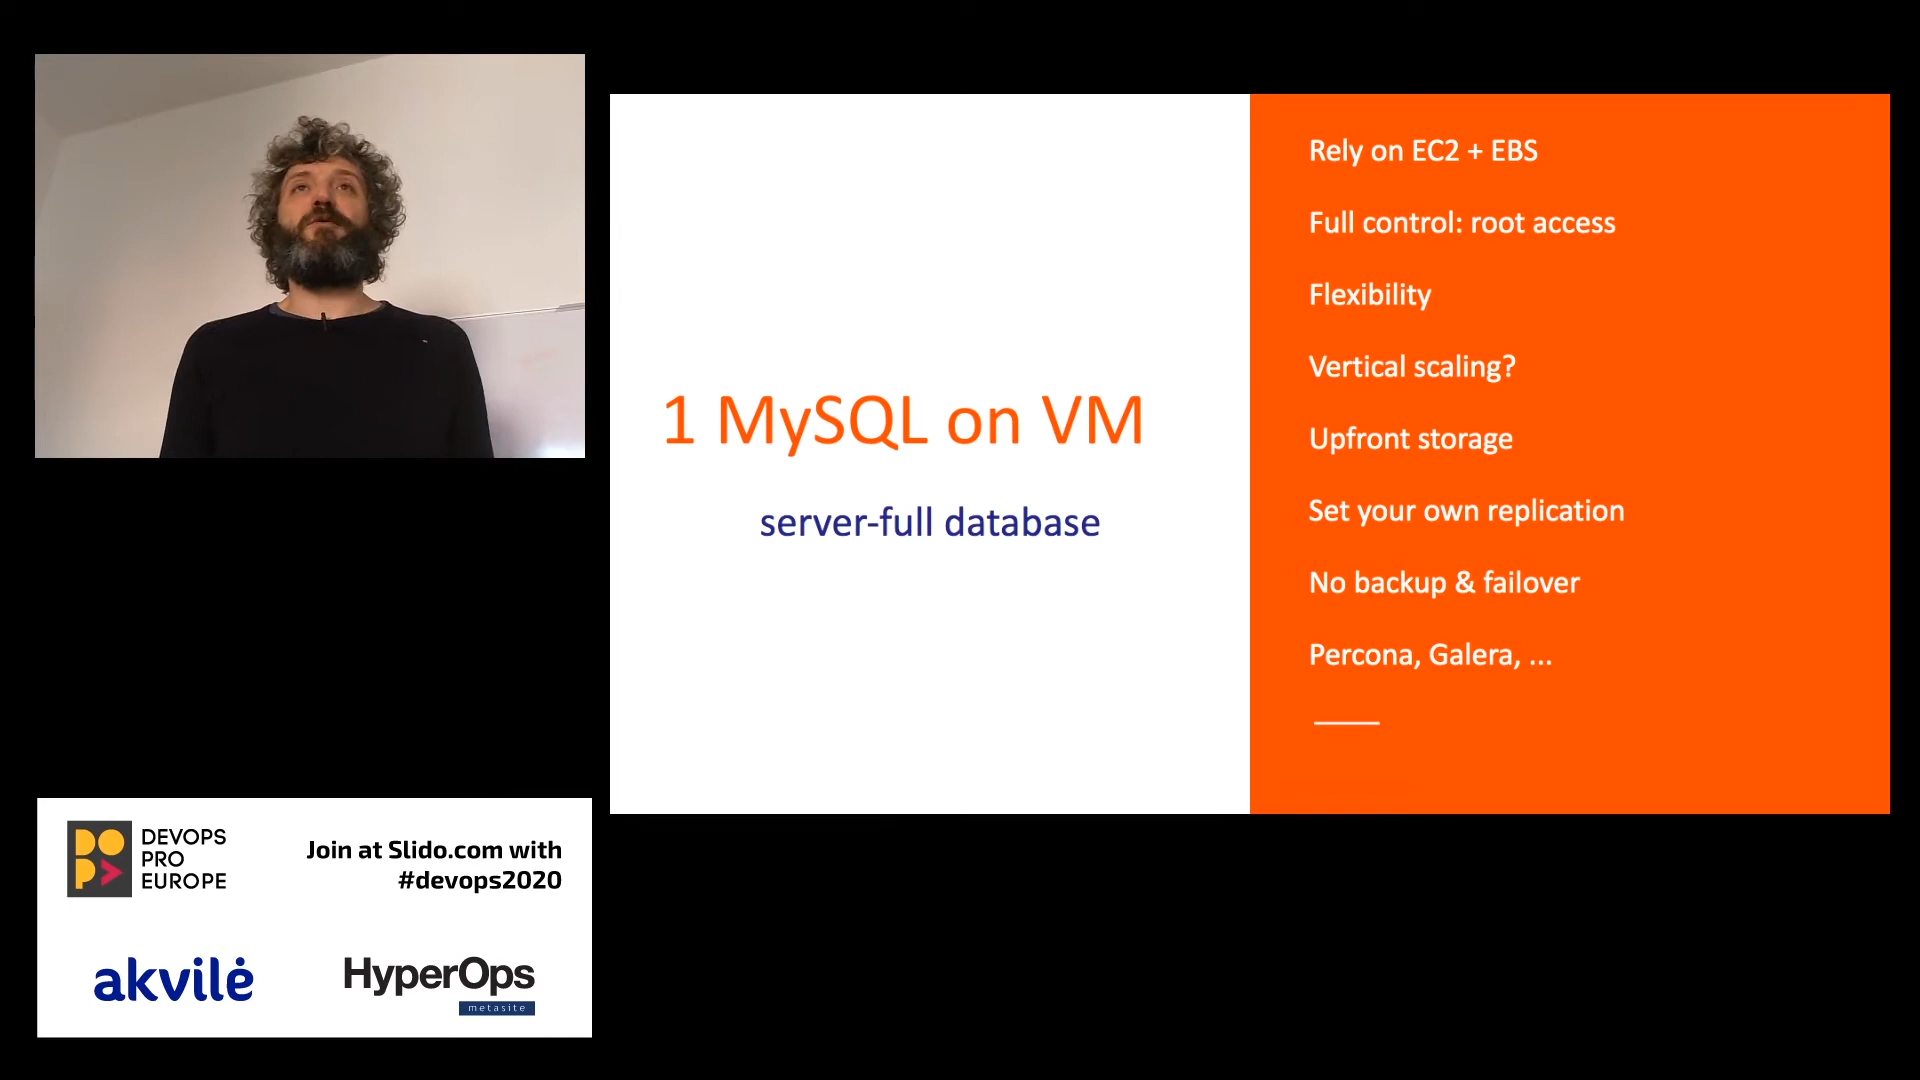 1 MySQL on VM
server-full database
Rely on EC2 + EBS
Full control: root access
Flexibility
Vertical scaling?
Upfront storage
Set your own replication
No backup & failover
Percona, Galera, ...
DEVOPS
PRO
EUROPE
Join at Slido.com with
#devops2020
akvilė
HyperOps
metasite